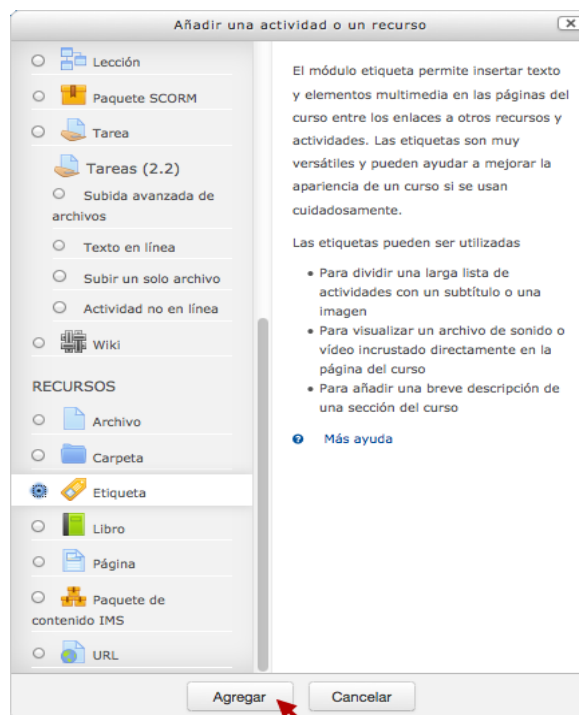 Añadir una actividad o un recurso
Lección
Paquete SCORM
Tarea
Tareas (2.2)
Subida avanzada de
archivos
Texto en línea
Subir un solo archivo
Actividad no en línea
Wiki
RECURSOS
Archivo
Carpeta
Etiqueta
Libro
Página
Paquete de
contenido IMS
URL
El módulo etiqueta permite insertar texto
y elementos multimedia en las páginas del
curso entre los enlaces a otros recursos y
actividades. Las etiquetas son muy
versátiles y pueden ayudar a mejorar la
apariencia de un curso si se usan
cuidadosamente.
Las etiquetas pueden ser utilizadas
• Para dividir una larga lista de
actividades con un subtítulo o una
imagen
• Para visualizar un archivo de sonido o
vídeo incrustado directamente en la
página del curso
• Para añadir una breve descripción de
una sección del curso
Más ayuda
Agregar
Cancelar